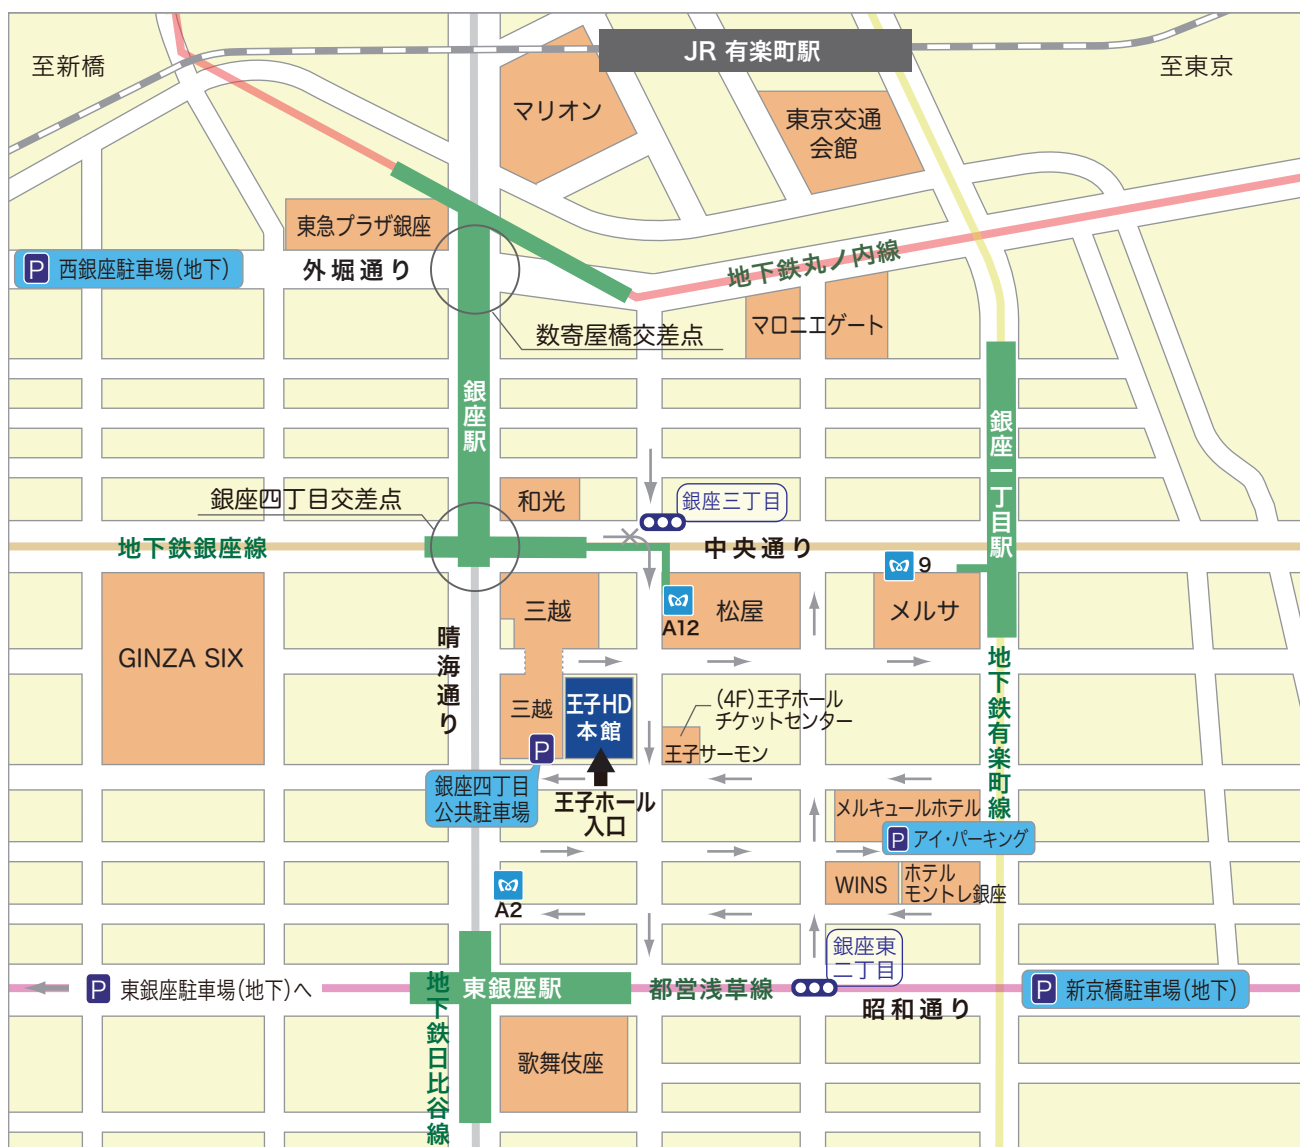 JR 有楽町駅
至新橋
至東京
マリオン
東京交通
会館
東急プラザ銀座
P 西銀座駐車場(地下)
外堀通り
地下鉄丸ノ内線
数寄屋橋交差点
マロニエゲート
銀座駅
銀座一丁目駅
銀座四丁目交差点
和光
銀座三丁目
地下鉄銀座線
中央通り
9
三越
A12
松屋
メルサ
GINZA SIX
晴海通り
地下鉄有楽町線
三越
王子HD
本館
(4F)王子ホール
チケットセンター
王子サーモン
P
銀座四丁目
公共駐車場
王子ホール
入口
メルキュールホテル
P アイ・パーキング
WINS
ホテル
モントレ銀座
A2
銀座東
二丁目
P 東銀座駐車場(地下)へ
東銀座駅
都営浅草線
昭和通り
P 新京橋駐車場(地下)
地下鉄日比谷線
歌舞伎座